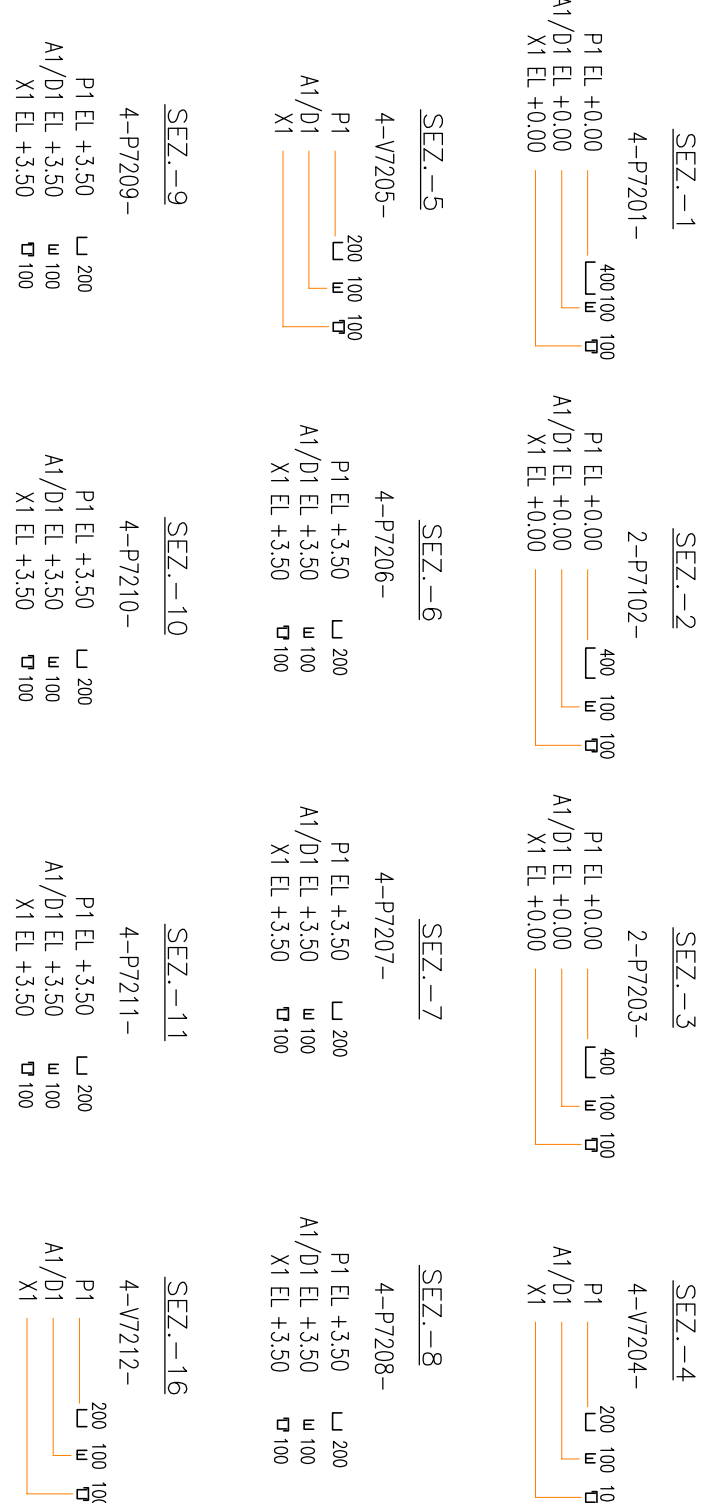 SEZ.-1
4-P7201-
P1 EL +0.00 400
A1/D1 EL +0.00 100
X1 EL +0.00 100
SEZ.-2
2-P7102-
P1 EL +0.00 400
A1/D1 EL +0.00 100
X1 EL +0.00 100
SEZ.-3
2-P7203-
P1 EL +0.00 400
A1/D1 EL +0.00 100
X1 EL +0.00 100
SEZ.-4
4-V7204-
P1 200
A1/D1 100
X1 10
SEZ.-5
4-V7205-
P1 200
A1/D1 100
X1 100
SEZ.-6
4-P7206-
P1 EL +3.50 200
A1/D1 EL +3.50 100
X1 EL +3.50 100
SEZ.-7
4-P7207-
P1 EL +3.50 200
A1/D1 EL +3.50 100
X1 EL +3.50 100
SEZ.-8
4-P7208-
P1 EL +3.50 200
A1/D1 EL +3.50 100
X1 EL +3.50 100
SEZ.-9
4-P7209-
P1 EL +3.50 200
A1/D1 EL +3.50 100
X1 EL +3.50 100
SEZ.-10
4-P7210-
P1 EL +3.50 200
A1/D1 EL +3.50 100
X1 EL +3.50 100
SEZ.-11
4-P7211-
P1 EL +3.50 200
A1/D1 EL +3.50 100
X1 EL +3.50 100
SEZ.-16
4-V7212-
P1 200
A1/D1 100
X1 100